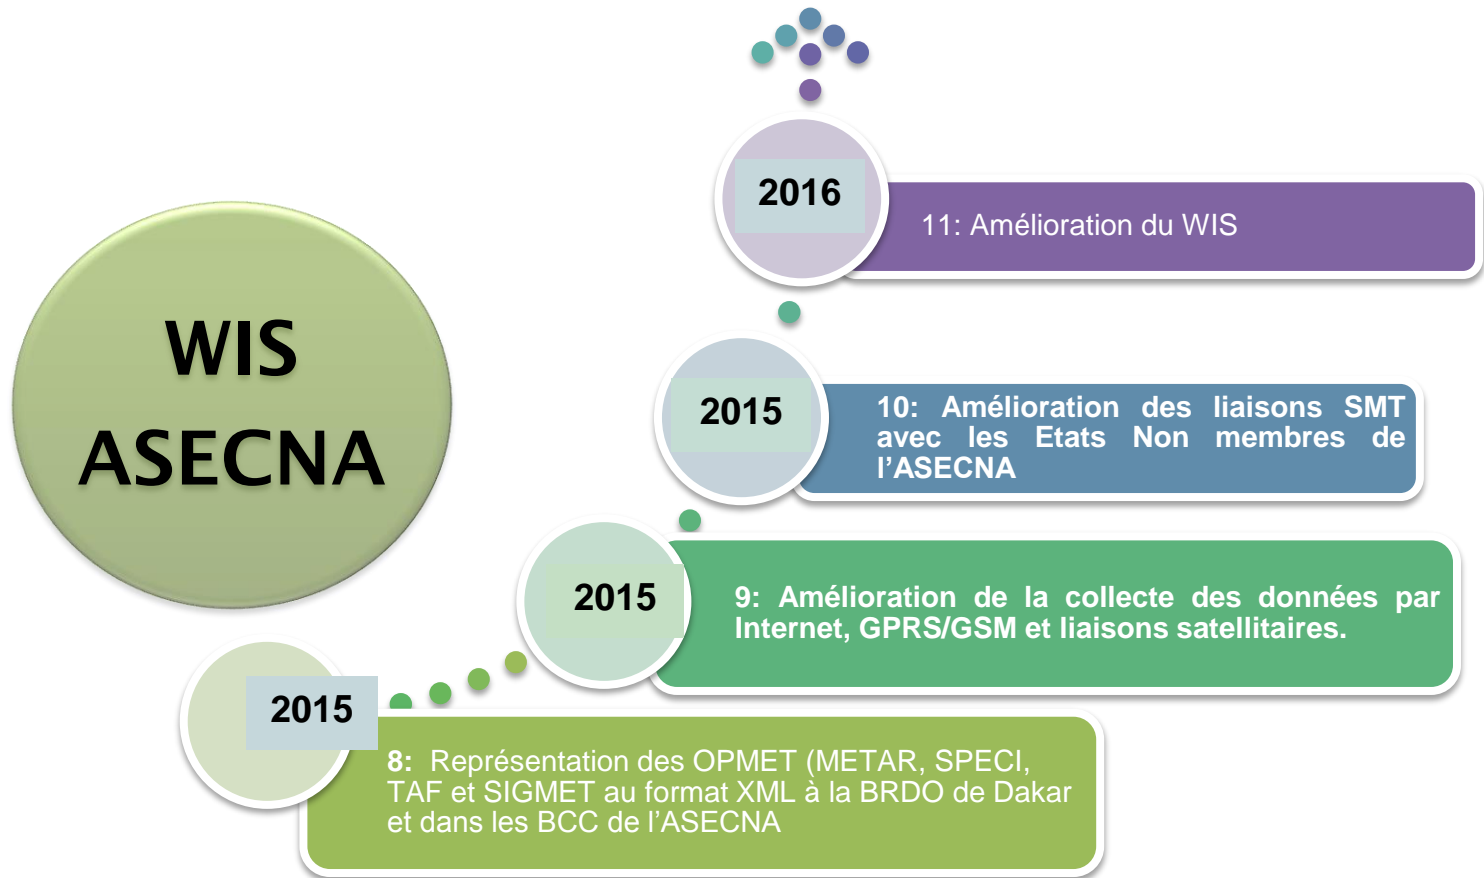 WIS
ASECNA
2016
11: Amélioration du WIS
2015
10: Amélioration des liaisons SMT
avec les Etats Non membres de
l’ASECNA
2015
9: Amélioration de la collecte des données par
Internet, GPRS/GSM et liaisons satellitaires.
2015
8: Représentation des OPMET (METAR, SPECI,
TAF et SIGMET au format XML à la BRDO de Dakar
et dans les BCC de l’ASECNA